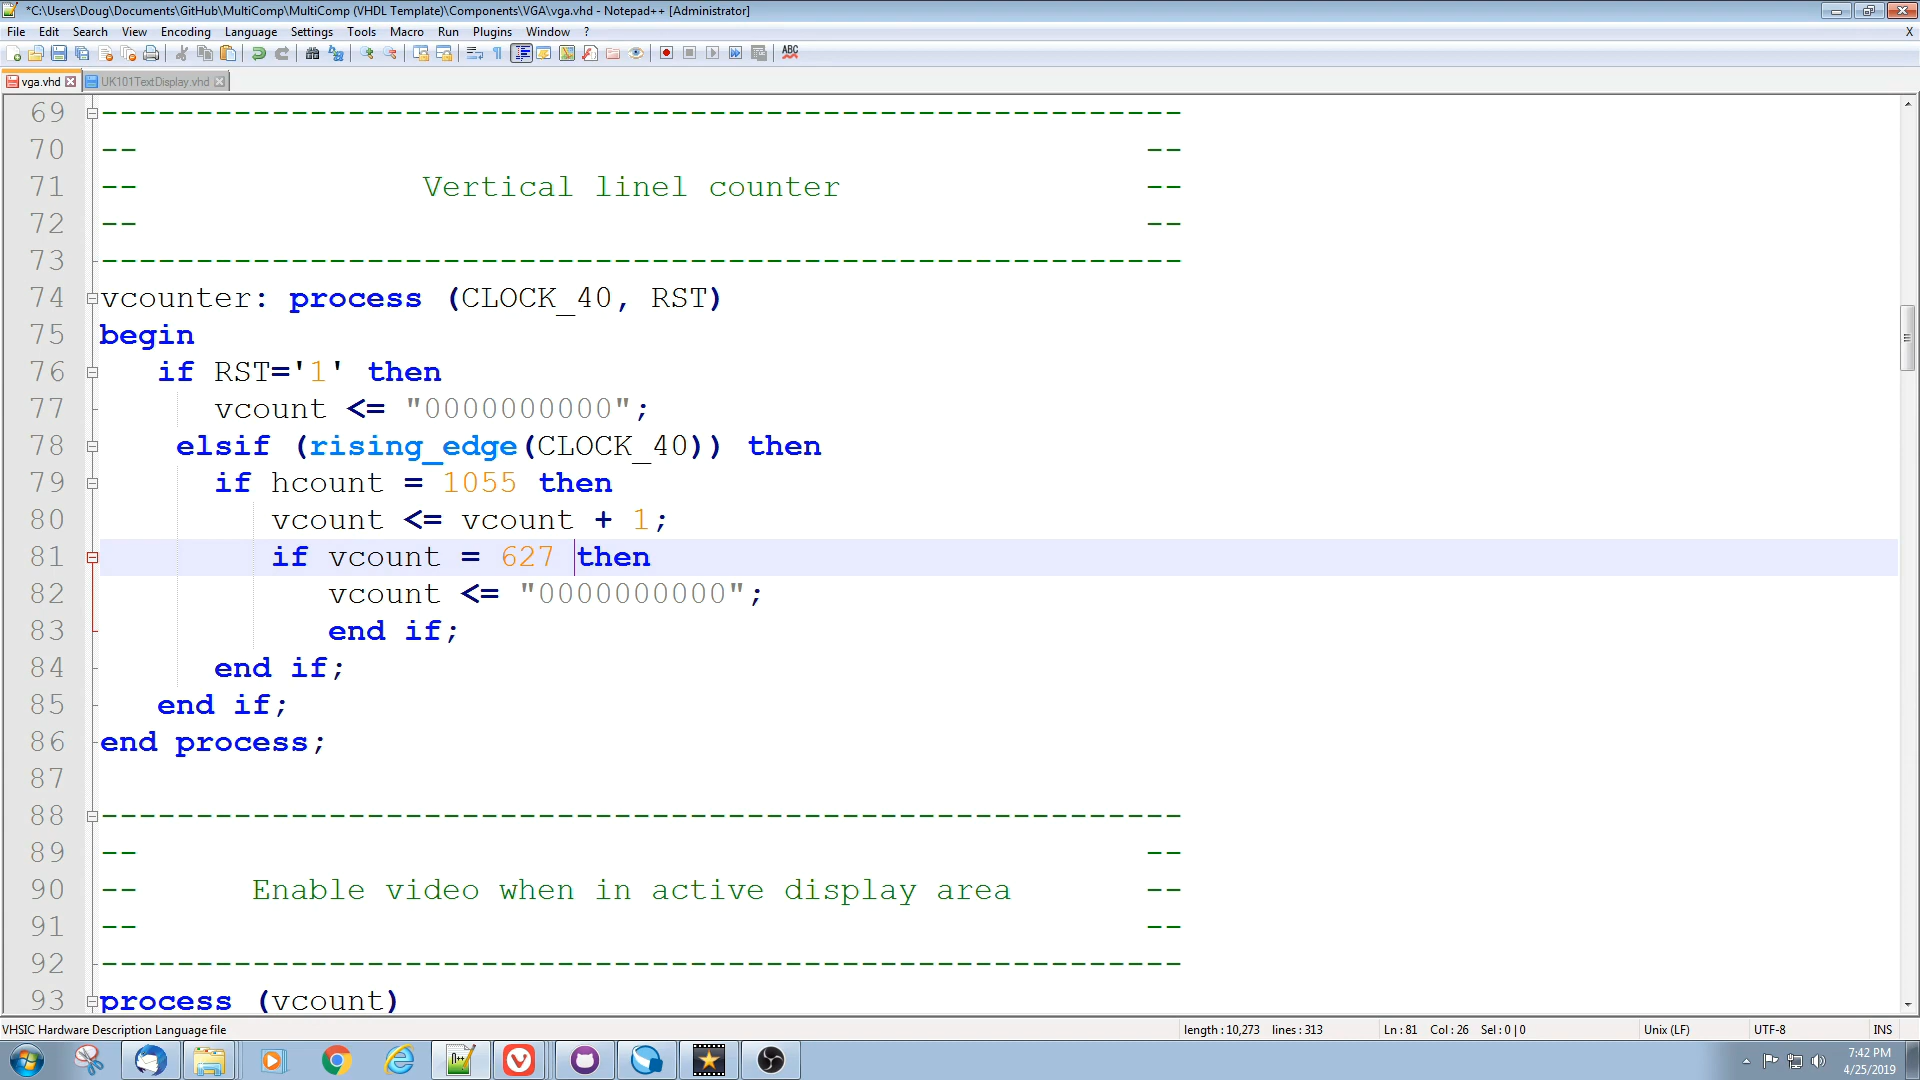 *C:\Users\Doug\Documents\GitHub\MultiComp\MultiComp (VHDL Template)\Components\VGA\vga.vhd - Notepad++ [Administrator]
File Edit Search View Encoding Language Settings Tools Macro Run Plugins Window ? X
ABC
vga.vhd UK101TextDisplay.vhd
69 ---------------------------------------------------------
70 -- --
71 -- Vertical linel counter --
72 -- --
73 ---------------------------------------------------------
74 vcounter: process (CLOCK_40, RST)
75 begin
76 if RST='1' then
77 vcount <= "0000000000";
78 elsif (rising_edge(CLOCK_40)) then
79 if hcount = 1055 then
80 vcount <= vcount + 1;
81 if vcount = 627 then
82 vcount <= "0000000000";
83 end if;
84 end if;
85 end if;
86 end process;
87
88 ---------------------------------------------------------
89 -- --
90 -- Enable video when in active display area --
91 -- --
92 ---------------------------------------------------------
93 process (vcount)
VHSIC Hardware Description Language file length : 10,273 lines : 313 Ln : 81 Col : 26 Sel : 0 | 0 Unix (LF) UTF-8 INS
n++
7:42 PM
4/25/2019